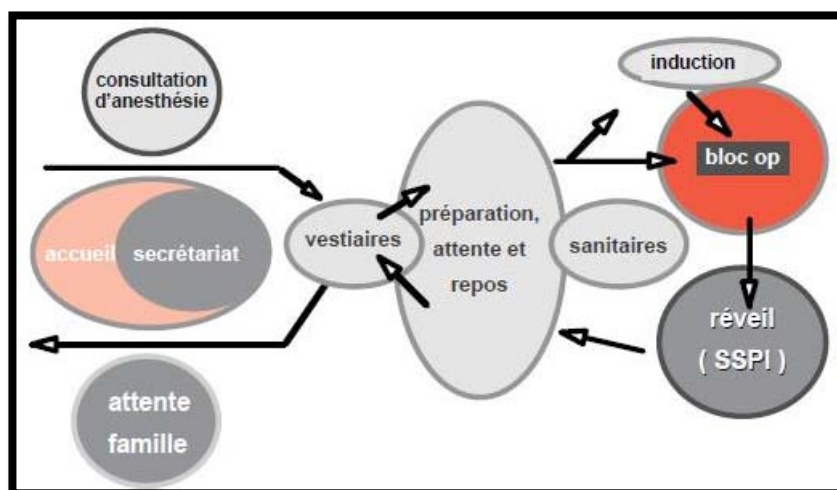 consultation
d'anesthésie
induction
bloc op
accueil
secrétariat
vestiaires
préparation,
attente et
repos
sanitaires
réveil
( SSPI )
attente
famille